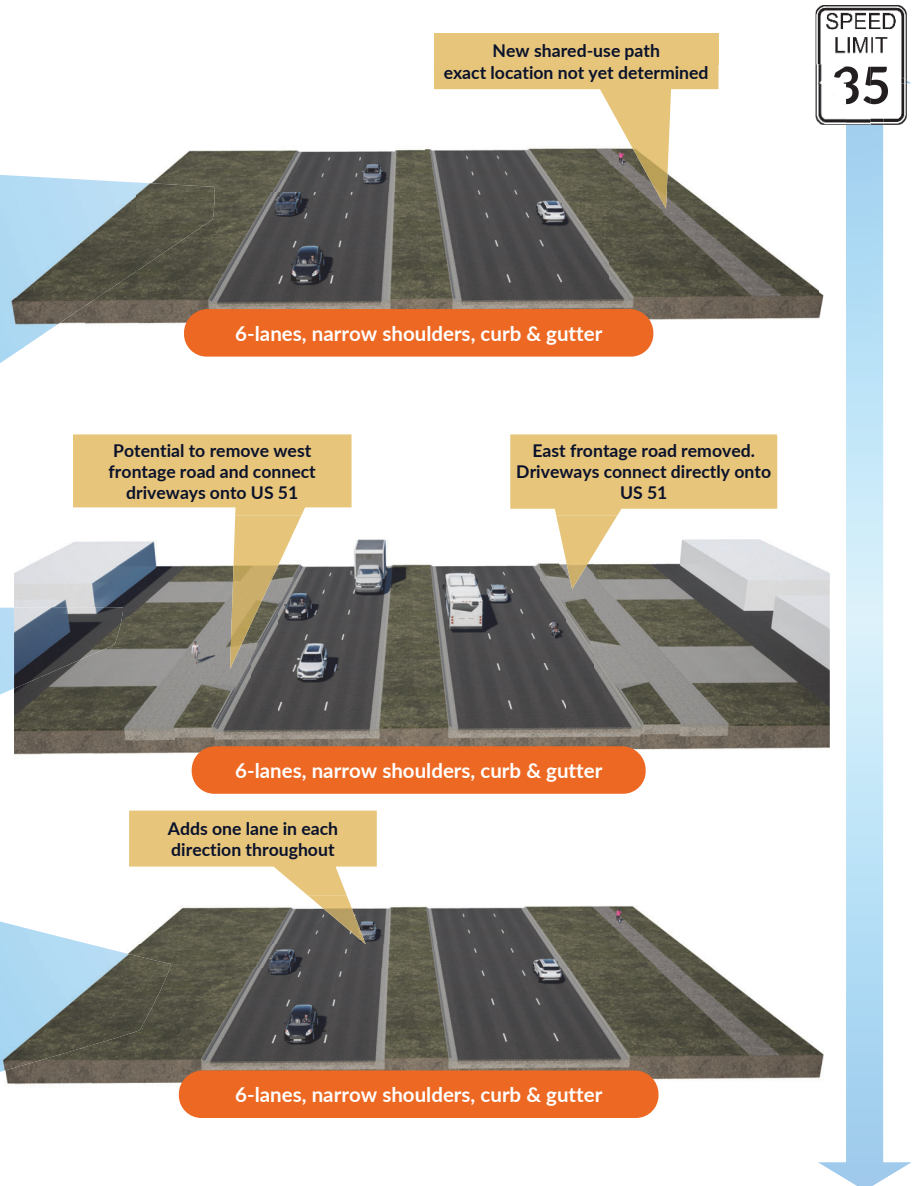 SPEED
LIMIT
35
New shared-use path
exact location not yet determined
6-lanes, narrow shoulders, curb & gutter
Potential to remove west
frontage road and connect
driveways onto US 51
East frontage road removed.
Driveways connect directly onto
US 51
6-lanes, narrow shoulders, curb & gutter
Adds one lane in each
direction throughout
6-lanes, narrow shoulders, curb & gutter